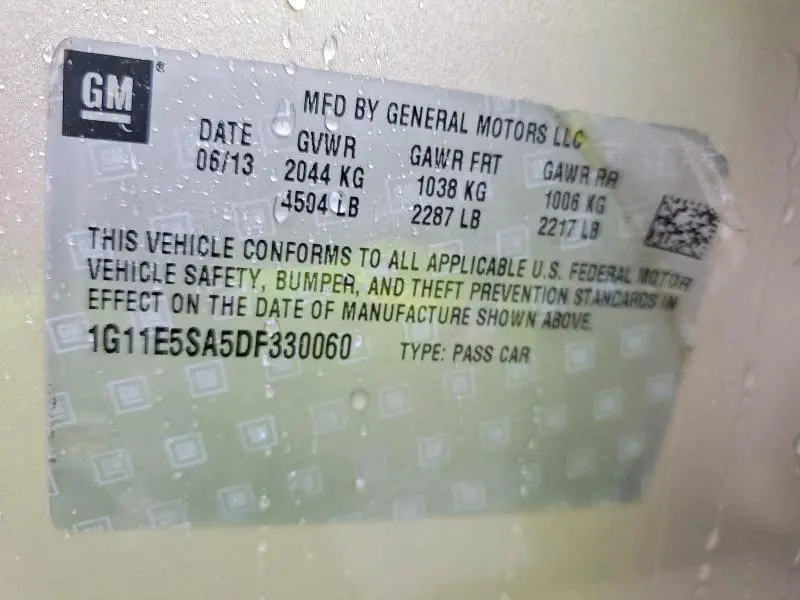 GM
MFD BY GENERAL MOTORS LLC
DATE GVWR GAWR FRT GAWR RR
06/13 2044 KG 1038 KG 1006 KG
4504 LB 2287 LB 2217 LB
THIS VEHICLE CONFORMS TO ALL APPLICABLE U.S. FEDERAL MOTOR
VEHICLE SAFETY, BUMPER, AND THEFT PREVENTION STANDARDS IN
EFFECT ON THE DATE OF MANUFACTURE SHOWN ABOVE.
1G11E5SA5DF330060 TYPE: PASS CAR